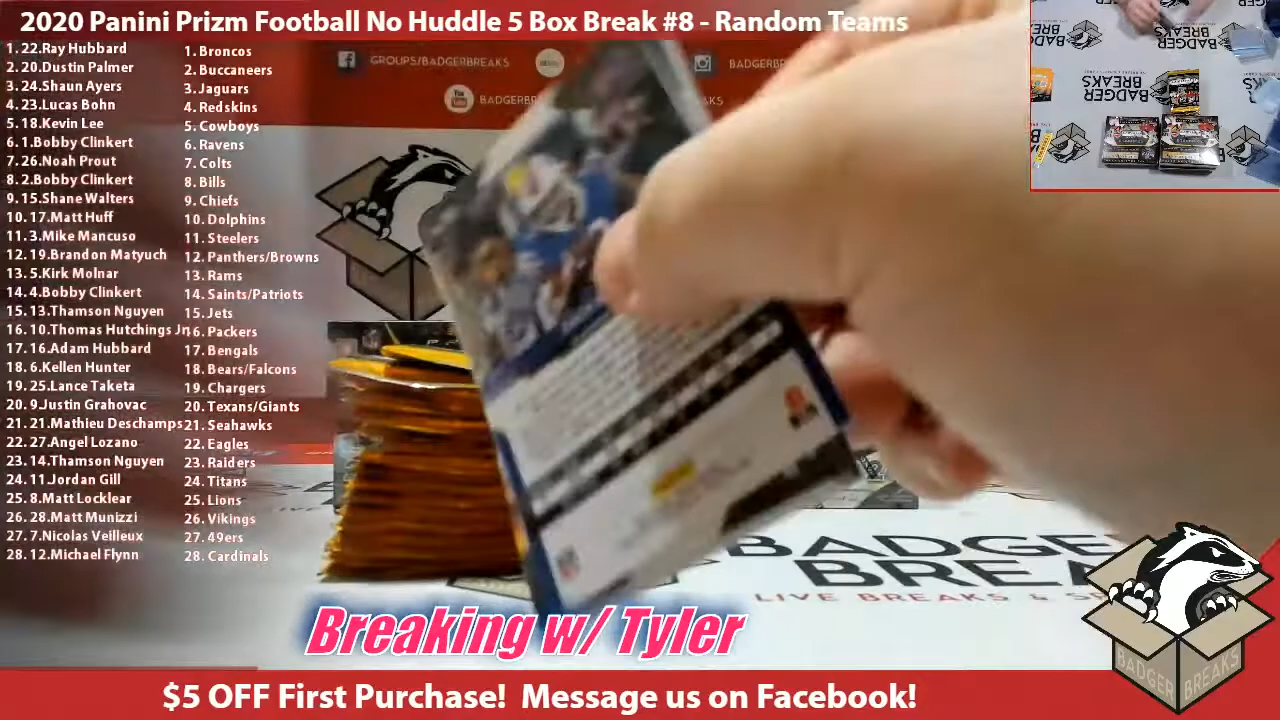 2020 Panini Prizm Football No Huddle 5 Box Break #8 - Random Teams
1. 22.Ray Hubbard
2. 20.Dustin Palmer
3. 24.Shaun Ayers
4. 23.Lucas Bohn
5. 18.Kevin Lee
6. 1.Bobby Clinkert
7. 26.Noah Prout
8. 2.Bobby Clinkert
9. 15.Shane Walters
10. 17.Matt Huff
11. 3.Mike Mancuso
12. 19.Brandon Matyuch
13. 5.Kirk Molnar
14. 4.Bobby Clinkert
15. 13.Thamson Nguyen
16. 10.Thomas Hutchings Jr
17. 16.Adam Hubbard
18. 6.Kellen Hunter
19. 25.Lance Taketa
20. 9.Justin Grahovac
21. 21.Mathieu Deschamps
22. 27.Angel Lozano
23. 14.Thamson Nguyen
24. 11.Jordan Gill
25. 8.Matt Locklear
26. 28.Matt Munizzi
27. 7.Nicolas Veilleux
28. 12.Michael Flynn
1. Broncos
2. Buccaneers
3. Jaguars
4. Redskins
5. Cowboys
6. Ravens
7. Colts
8. Bills
9. Chiefs
10. Dolphins
11. Steelers
12. Panthers/Browns
13. Rams
14. Saints/Patriots
15. Jets
16. Packers
17. Bengals
18. Bears/Falcons
19. Chargers
20. Texans/Giants
21. Seahawks
22. Eagles
23. Raiders
24. Titans
25. Lions
26. Vikings
27. 49ers
28. Cardinals
GROUPS/BADGERBREAKS
BADGER
BREAKS
BADGE
BREA
LIVE BREAKS & S
Breaking w/ Tyler
BADGER BREAKS
$5 OFF First Purchase! Message us on Facebook!